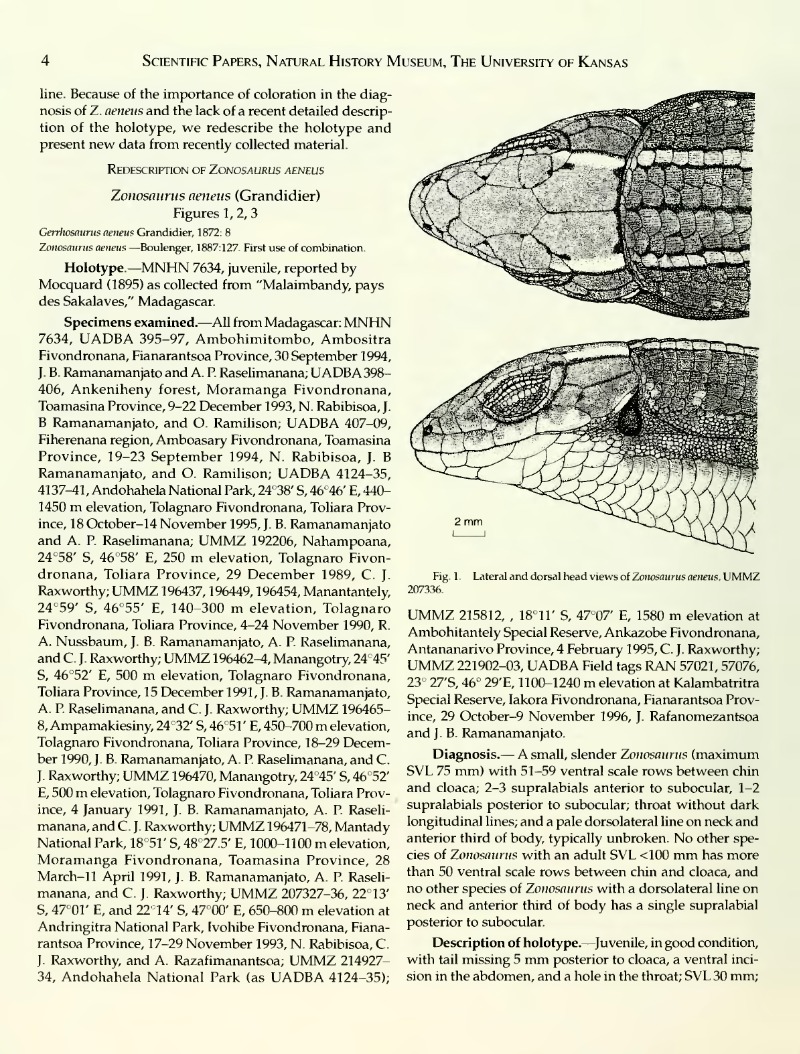 4
SCIENTIFIC PAPERS, NATURAL HISTORY MUSEUM, THE UNIVERSITY OF KANSAS
line. Because of the importance of coloration in the diag-
nosis of Z. aeneus and the lack of a recent detailed descrip-
tion of the holotype, we redescribe the holotype and
present new data from recently collected material.
REDESCRIPTION OF ZONOSAURUS AENEUS
Zonosaurus aeneus (Grandidier)
Figures 1, 2, 3
Gerrhosaurus aeneus Grandidier, 1872: 8
Zonosaurus aeneus —Boulenger, 1887:127. First use of combination.
Holotype.—MNHN 7634, juvenile, reported by
Mocquard (1895) as collected from "Malaimbandy, pays
des Sakalaves," Madagascar.
Specimens examined.—All from Madagascar: MNHN
7634, UADBA 395–97, Ambohimitombo, Ambositra
Fivondronana, Fianarantsoa Province, 30 September 1994,
J. B. Ramanamanjato and A. P. Raselimanana; UADBA 398–
406, Ankeniheny forest, Moramanga Fivondronana,
Toamasina Province, 9–22 December 1993, N. Rabibisoa, J.
B Ramanamanjato, and O. Ramilison; UADBA 407–09,
Fiherenana region, Amboasary Fivondronana, Toamasina
Province, 19–23 September 1994, N. Rabibisoa, J. B
Ramanamanjato, and O. Ramilison; UADBA 4124–35,
4137–41, Andohahela National Park, 24°38′ S, 46°46′ E, 440–
1450 m elevation, Tolagnaro Fivondronana, Toliara Prov-
ince, 18 October–14 November 1995, J. B. Ramanamanjato
and A. P. Raselimanana; UMMZ 192206, Nahampoana,
24°58′ S, 46°58′ E, 250 m elevation, Tolagnaro Fivon-
dronana, Toliara Province, 29 December 1989, C. J.
Raxworthy; UMMZ 196437, 196449, 196454, Manantantely,
24°59′ S, 46°55′ E, 140–300 m elevation, Tolagnaro
Fivondronana, Toliara Province, 4–24 November 1990, R.
A. Nussbaum, J. B. Ramanamanjato, A. P. Raselimanana,
and C. J. Raxworthy; UMMZ 196462–4, Manangotry, 24°45′
S, 46°52′ E, 500 m elevation, Tolagnaro Fivondronana,
Toliara Province, 15 December 1991, J. B. Ramanamanjato,
A. P. Raselimanana, and C. J. Raxworthy; UMMZ 196465–
8, Ampamakiesiny, 24°32′ S, 46°51′ E, 450–700 m elevation,
Tolagnaro Fivondronana, Toliara Province, 18–29 Decem-
ber 1990, J. B. Ramanamanjato, A. P. Raselimanana, and C.
J. Raxworthy; UMMZ 196470, Manangotry, 24°45′ S, 46°52′
E, 500 m elevation, Tolagnaro Fivondronana, Toliara Prov-
ince, 4 January 1991, J. B. Ramanamanjato, A. P. Raseli-
manana, and C. J. Raxworthy; UMMZ 196471–78, Mantady
National Park, 18°51′ S, 48°27.5′ E, 1000–1100 m elevation,
Moramanga Fivondronana, Toamasina Province, 28
March–11 April 1991, J. B. Ramanamanjato, A. P. Raseli-
manana, and C. J. Raxworthy; UMMZ 207327–36, 22°13′
S, 47°01′ E, and 22°14′ S, 47°00′ E, 650–800 m elevation at
Andringitra National Park, Ivohibe Fivondronana, Fiana-
rantsoa Province, 17–29 November 1993, N. Rabibisoa, C.
J. Raxworthy, and A. Razafimanantsoa; UMMZ 214927–
34, Andohahela National Park (as UADBA 4124–35);
2 mm
Fig. 1. Lateral and dorsal head views of Zonosaurus aeneus. UMMZ
207336.
UMMZ 215812, , 18°11′ S, 47°07′ E, 1580 m elevation at
Ambohitantely Special Reserve, Ankazobe Fivondronana,
Antananarivo Province, 4 February 1995, C. J. Raxworthy;
UMMZ 221902–03, UADBA Field tags RAN 57021, 57076,
23° 27′S, 46° 29′E, 1100–1240 m elevation at Kalambatritra
Special Reserve, Iakora Fivondronana, Fianarantsoa Prov-
ince, 29 October–9 November 1996, J. Rafanomezantsoa
and J. B. Ramanamanjato.
Diagnosis.— A small, slender Zonosaurus (maximum
SVL 75 mm) with 51–59 ventral scale rows between chin
and cloaca; 2–3 supralabials anterior to subocular, 1–2
supralabials posterior to subocular; throat without dark
longitudinal lines; and a pale dorsolateral line on neck and
anterior third of body, typically unbroken. No other spe-
cies of Zonosaurus with an adult SVL <100 mm has more
than 50 ventral scale rows between chin and cloaca, and
no other species of Zonosaurus with a dorsolateral line on
neck and anterior third of body has a single supralabial
posterior to subocular.
Description of holotype.—Juvenile, in good condition,
with tail missing 5 mm posterior to cloaca, a ventral inci-
sion in the abdomen, and a hole in the throat; SVL 30 mm;